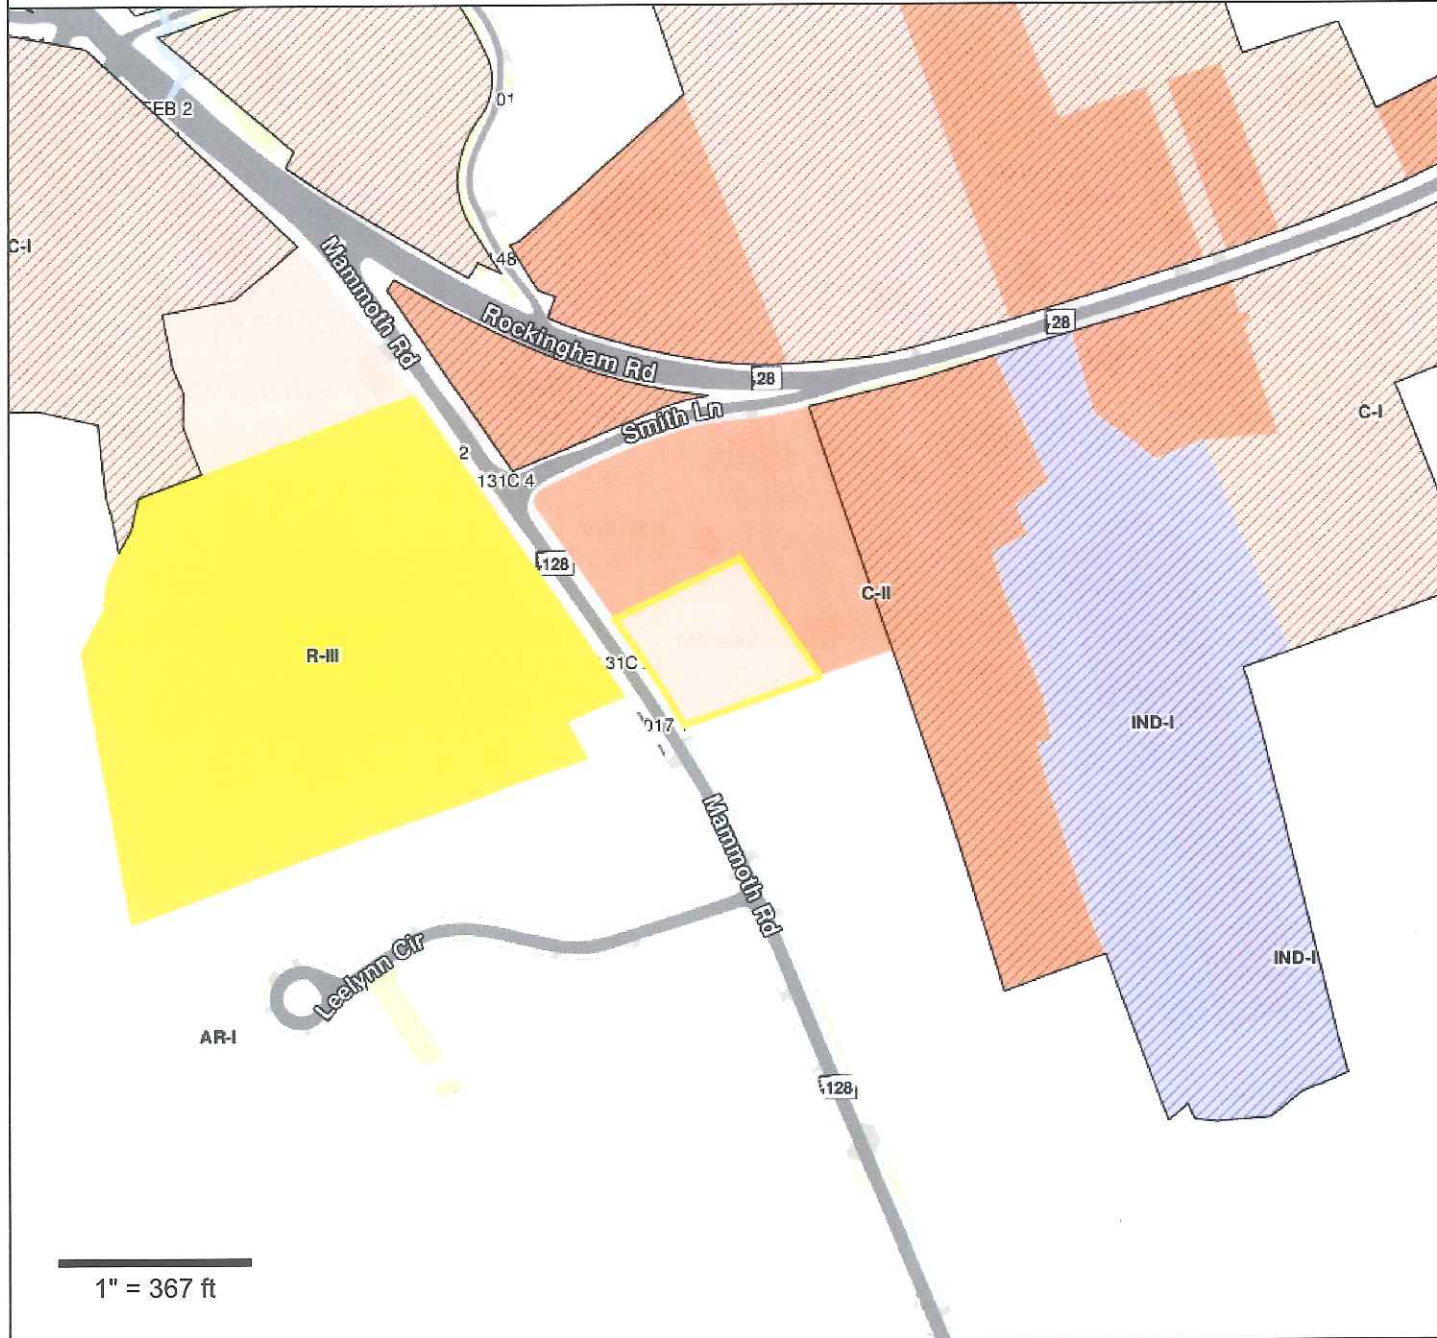 EB 2
01
C-I
48
Mammoth Rd
Rockingham Rd
28
28
Smith Ln
C-I
2
131C 4
128
C-II
R-III
31C
017
IND-I
Mammoth Rd
Leelynn Cir
IND-I
AR-I
128
1" = 367 ft